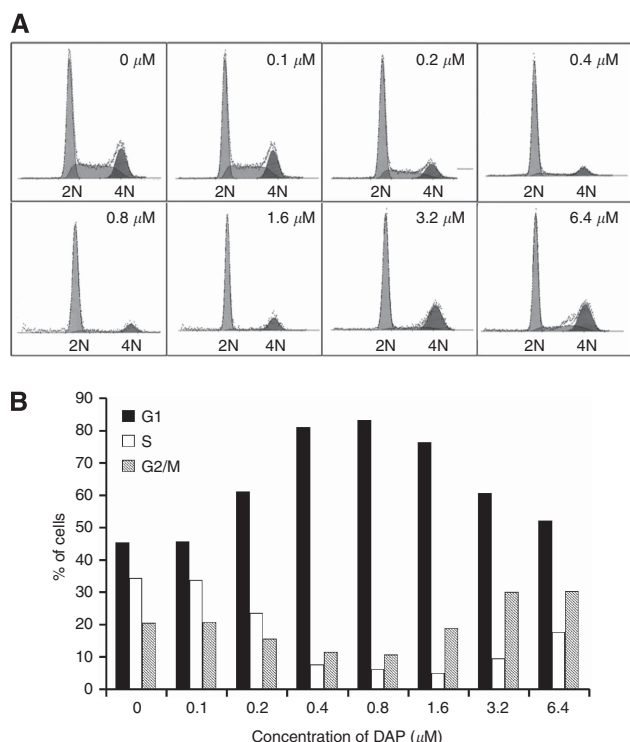 A
0 μM 0.1 μM 0.2 μM 0.4 μM
2N 4N 2N 4N 2N 4N 2N 4N
0.8 μM 1.6 μM 3.2 μM 6.4 μM
2N 4N 2N 4N 2N 4N 2N 4N
B
90
80
70
60
50
40
30
20
10
0
% of cells
G1
S
G2/M
0 0.1 0.2 0.4 0.8 1.6 3.2 6.4
Concentration of DAP (μM)